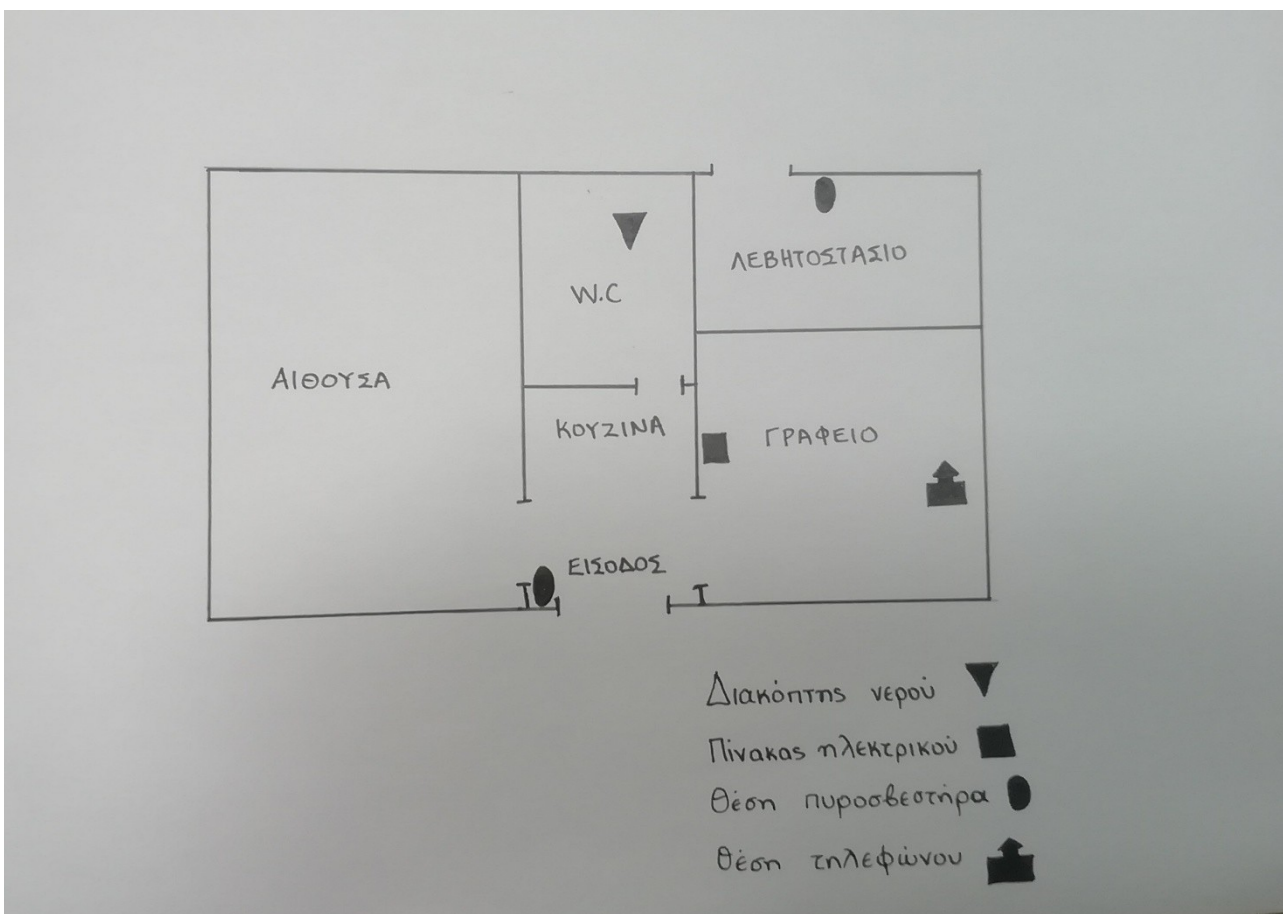 ΛΕΒΗΤΟΣΤΑΣΙΟ
W.C
ΑΙΘΟΥΣΑ
ΚΟΥΖΙΝΑ
ΓΡΑΦΕΙΟ
ΕΙΣΟΔΟΣ
Διακόπτης νερού
Πίνακας ηλεκτρικού
Θέση πυροσβεστήρα
Θέση τηλεφώνου